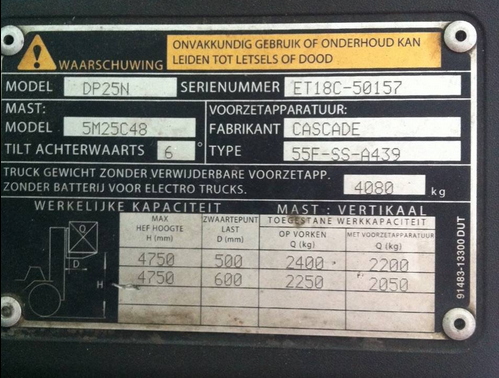 WAARSCHUWING
ONVAKKUNDIG GEBRUIK OF ONDERHOUD KAN
LEIDEN TOT LETSELS OF DOOD
MODEL DP25N SERIENUMMER ET18C-50157
MAST: VOORZETAPPARATUUR:
MODEL 5M25C48 FABRIKANT CASCADE
TILT ACHTERWAARTS 6 ° TYPE 55F-SS-A439
TRUCK GEWICHT ZONDER VERWIJDERBARE VOORZETAPP.
ZONDER BATTERIJ VOOR ELECTRO TRUCKS. 4080 kg
WERKELIJKE KAPACITEIT MAST: VERTIKAAL
MAX HEF HOOGTE H (mm) ZWAARTEPUNT LAST D (mm) TOEGESTANE WERKKAPACITEIT
OP VORKEN Q (kg) MET VOORZETAPPARATUUR Q (kg)
4750 500 2400 2200
4750 600 2250 2050
Q
D
H
91483-13300 DUT